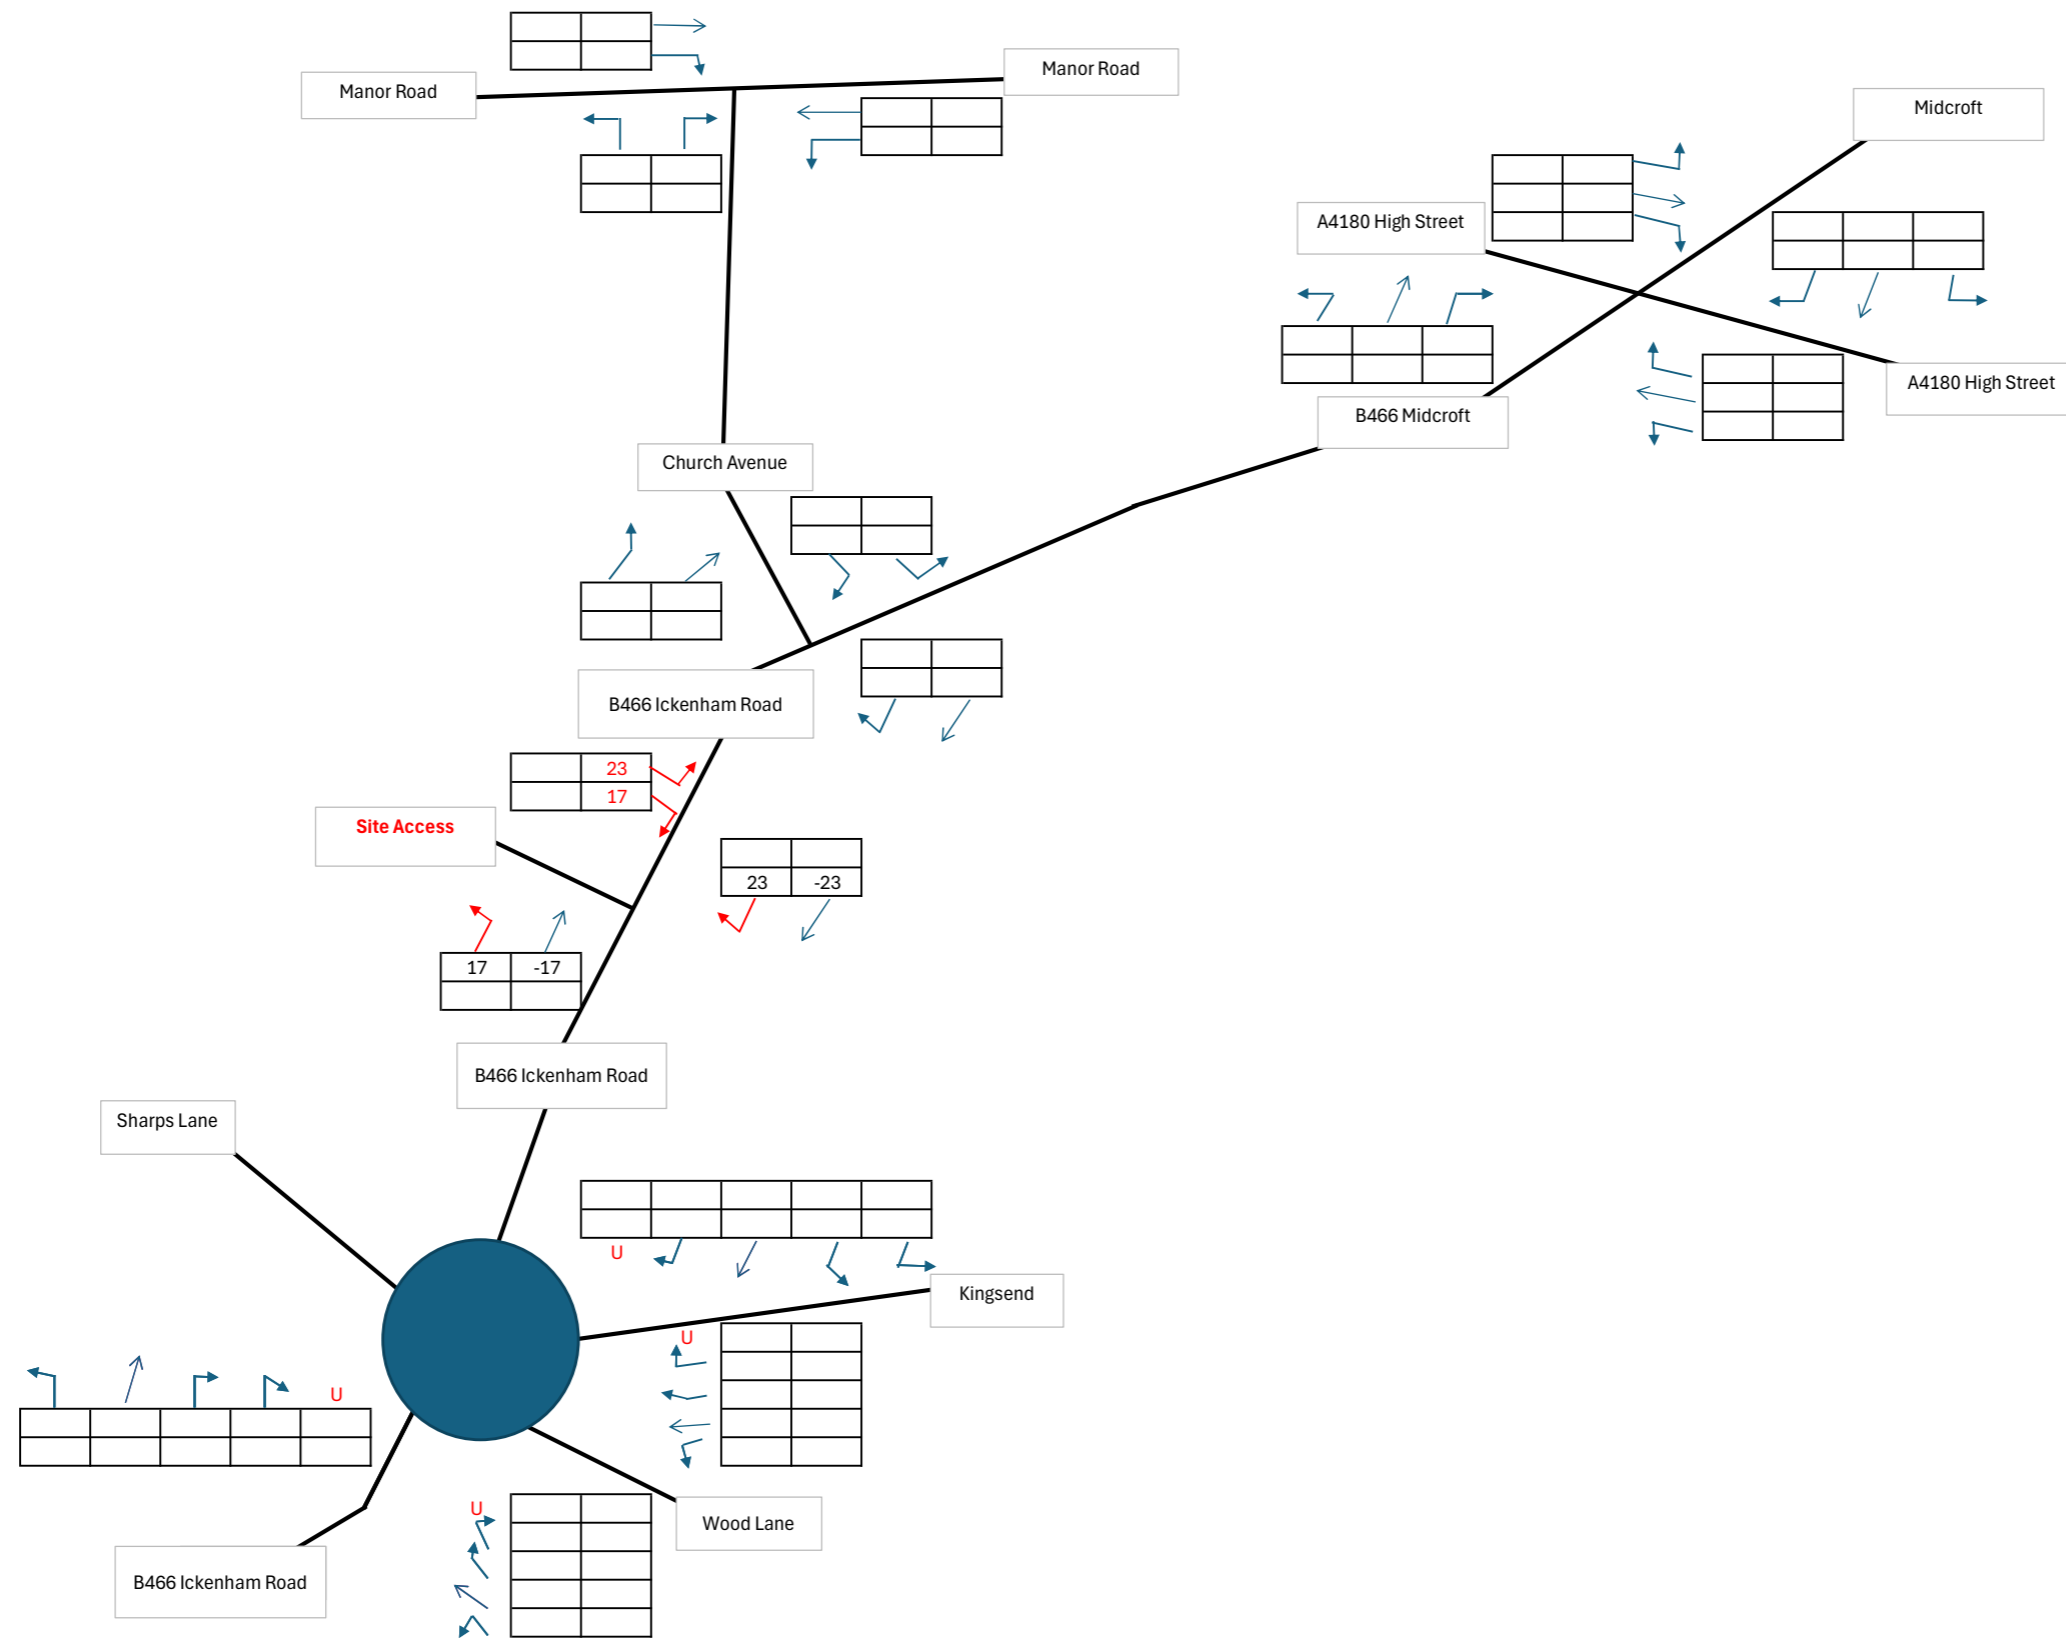 Manor Road
Manor Road
Midcroft
A4180 High Street
A4180 High Street
B466 Midcroft
Church Avenue
B466 Ickenham Road
23
17
Site Access
23 -23
17 -17
B466 Ickenham Road
Sharps Lane
U
Kingsend
U
U
Wood Lane
U
B466 Ickenham Road